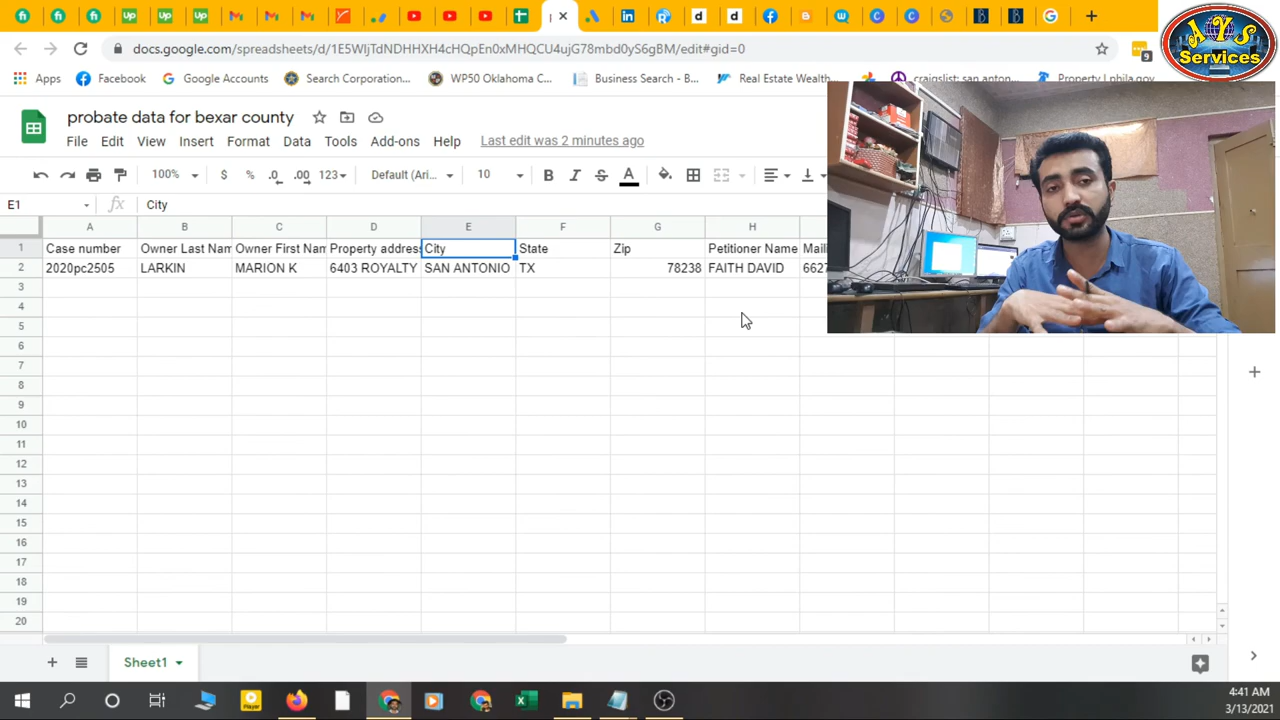 AYS
Services
docs.google.com/spreadsheets/d/1E5WljTdNDHHXH4cHQpEn0xMHQCU4ujG78mbd0yS6gBM/edit#gid=0
9
Apps Facebook Google Accounts Search Corporation... WP50 Oklahoma C... Business Search - B... Real Estate Wealth... craigslist: san anton... Property | phila.gov
probate data for bexar county
File Edit View Insert Format Data Tools Add-ons Help Last edit was 2 minutes ago
100% $ % .0 .00 123 Default (Ari... 10 B I S A
E1 fx City
A B C D E F G H
1 Case number Owner Last Nam Owner First Nam Property address City State Zip Petitioner Name Maili
2 2020pc2505 LARKIN MARION K 6403 ROYALTY SAN ANTONIO TX 78238 FAITH DAVID 6627
3
4
5
6
7
8
9
10
11
12
13
14
15
16
17
18
19
20
Sheet1
4:41 AM
3/13/2021